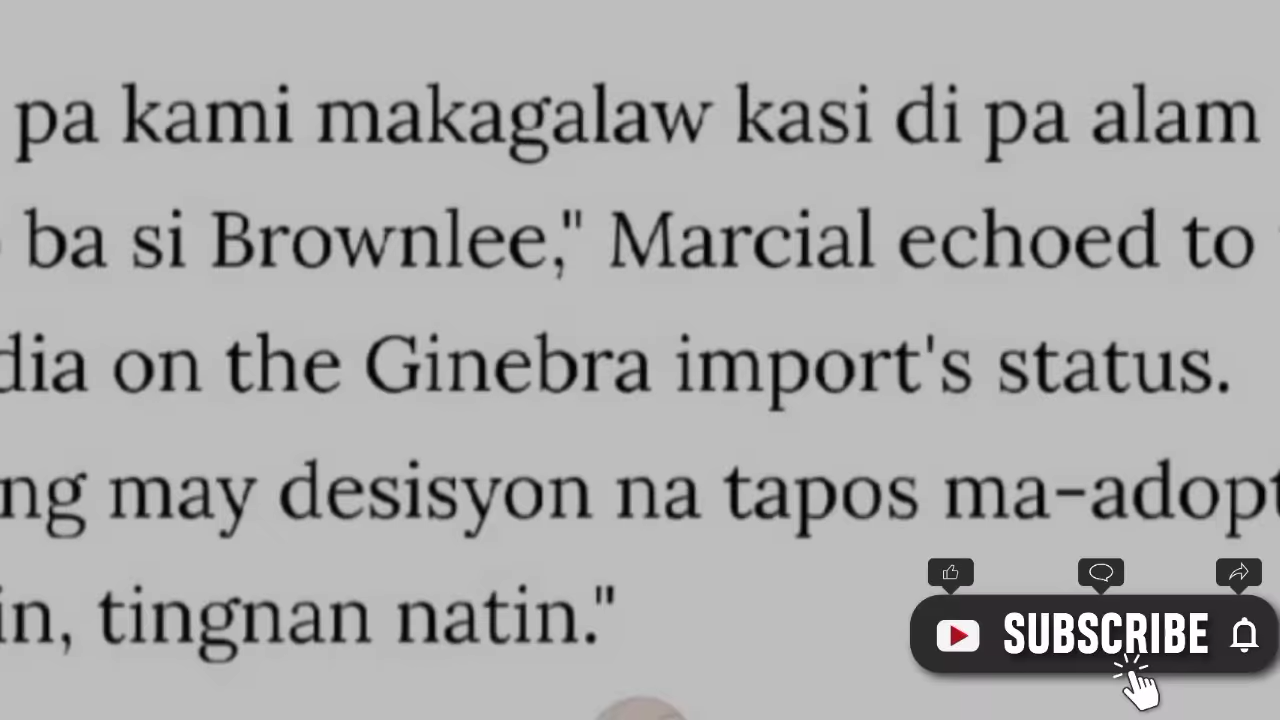 pa kami makagalaw kasi di pa alam
ba si Brownlee," Marcial echoed to
dia on the Ginebra import's status.
ng may desisyon na tapos ma-adopt
in, tingnan natin."
SUBSCRIBE